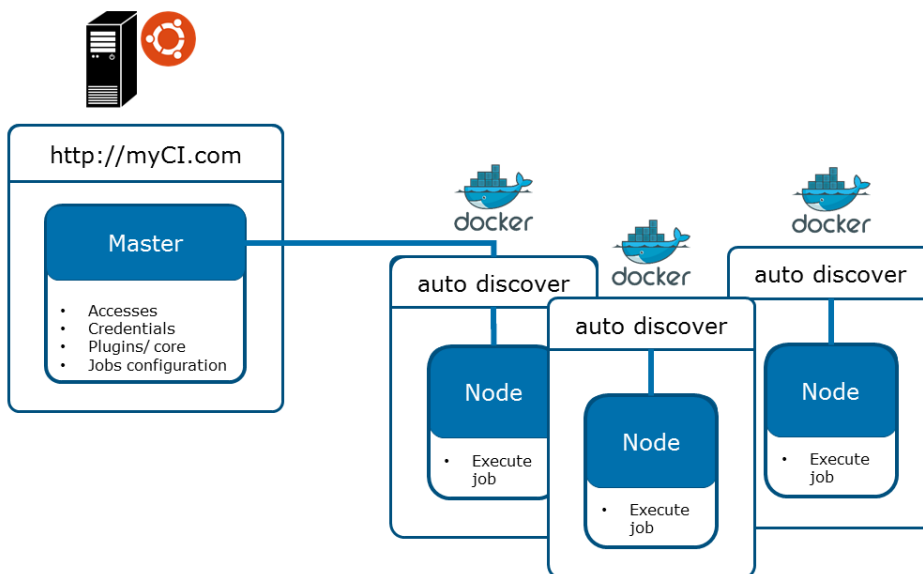 http://myCI.com
Master
• Accesses
• Credentials
• Plugins/ core
• Jobs configuration
docker
auto discover
Node
• Execute
job
docker
auto discover
Node
• Execute
job
docker
auto discover
Node
• Execute
job